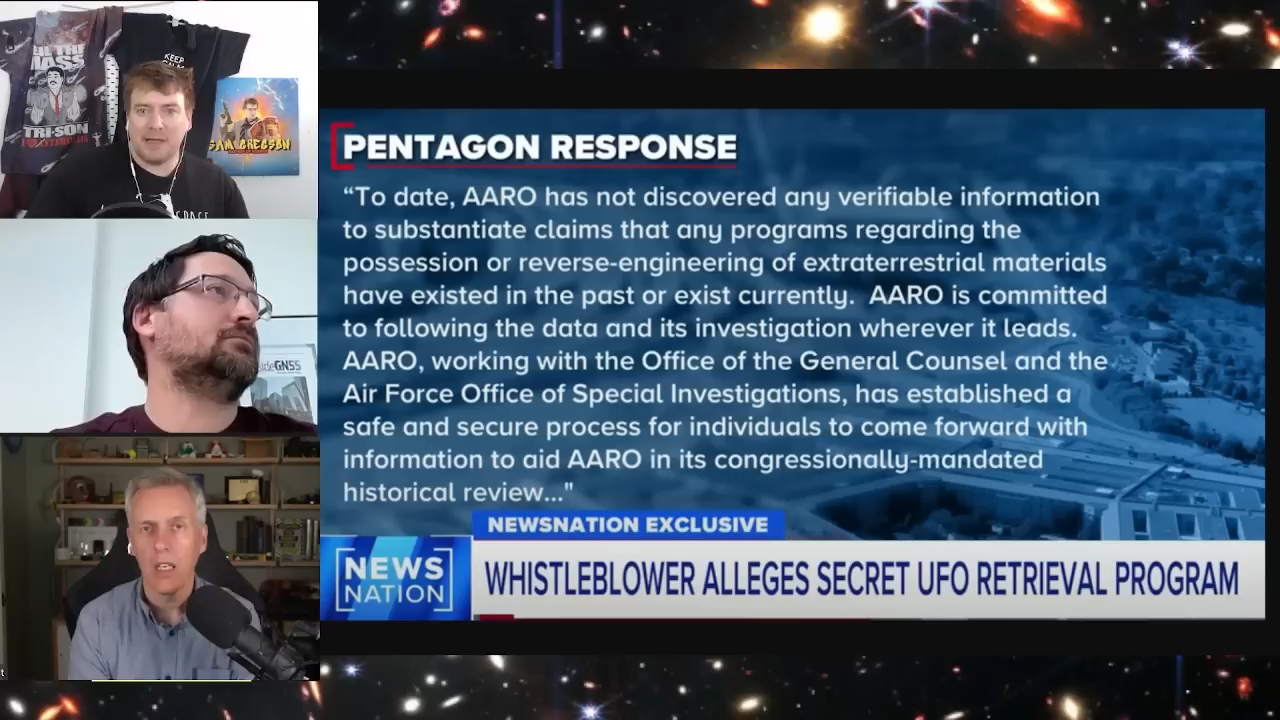 PENTAGON RESPONSE
“To date, AARO has not discovered any verifiable information
to substantiate claims that any programs regarding the
possession or reverse-engineering of extraterrestrial materials
have existed in the past or exist currently. AARO is committed
to following the data and its investigation wherever it leads.
AARO, working with the Office of the General Counsel and the
Air Force Office of Special Investigations, has established a
safe and secure process for individuals to come forward with
information to aid AARO in its congressionally-mandated
historical review..."
NEWSNATION EXCLUSIVE
NEWS
NATION
WHISTLEBLOWER ALLEGES SECRET UFO RETRIEVAL PROGRAM
MASS
TRI-SON
KEEP
SPACE
GNSS